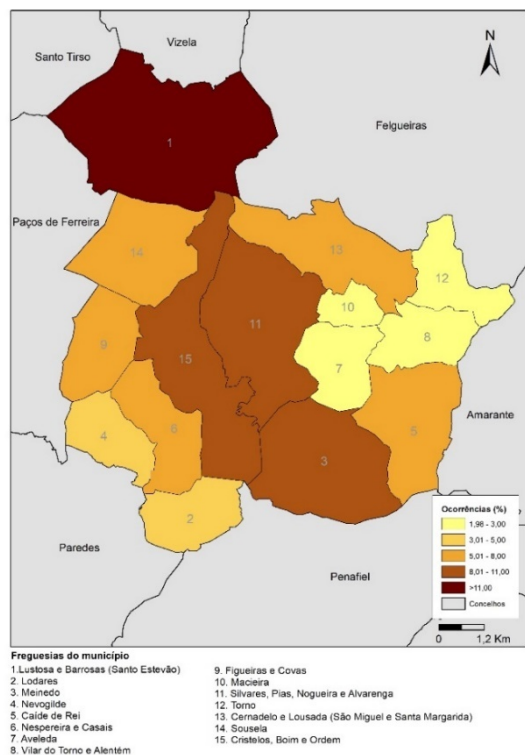 Vizela
Santo Tirso
N
Felgueiras
1
Paços de Ferreira
14
13
12
10
11
8
15
9
7
Amarante
4
6
5
3
2
Paredes
Penafiel
Ocorrências (%)
1,98 - 3,00
3,01 - 5,00
5,01 - 8,00
8,01 - 11,00
>11,00
Concelhos
0 1,2 Km
Freguesias do município
1.Lustosa e Barrosas (Santo Estevão)
2. Lodares
3. Meinedo
4. Nevogilde
5. Caíde de Rei
6. Nespereira e Casais
7. Aveleda
8. Vilar do Torno e Alentém
9. Figueiras e Covas
10. Macieira
11. Silvares, Pias, Nogueira e Alvarenga
12. Torno
13. Cernadelo e Lousada (São Miguel e Santa Margarida)
14. Sousela
15. Cristelos, Boim e Ordem